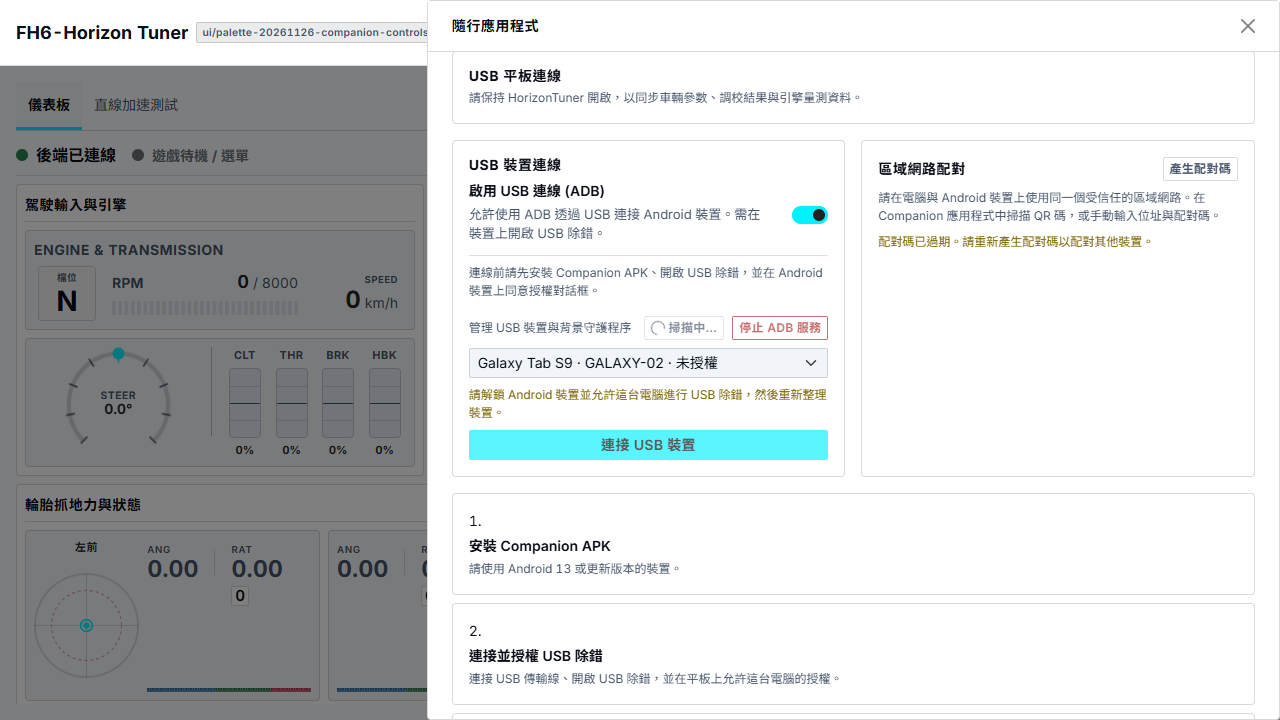 FH6-Horizon Tuner
ui/palette-20261126-companion-controls
儀表板
直線加速測試
後端已連線
遊戲待機 / 選單
駕駛輸入與引擎
ENGINE & TRANSMISSION
檔位
N
RPM
0 / 8000
SPEED
0 km/h
STEER
0.0°
CLT
THR
BRK
HBK
0%
0%
0%
0%
輪胎抓地力與狀態
左前
ANG
0.00
RAT
0.00
0
ANG
0.00
隨行應用程式
USB 平板連線
請保持 HorizonTuner 開啟，以同步車輛參數、調校結果與引擎量測資料。
USB 裝置連線
啟用 USB 連線 (ADB)
允許使用 ADB 透過 USB 連接 Android 裝置。需在
裝置上開啟 USB 除錯。
連線前請先安裝 Companion APK、開啟 USB 除錯，並在 Android
裝置上同意授權對話框。
管理 USB 裝置與背景守護程序
掃描中...
停止 ADB 服務
Galaxy Tab S9 · GALAXY-02 · 未授權
請解鎖 Android 裝置並允許這台電腦進行 USB 除錯，然後重新整理
裝置。
連接 USB 裝置
區域網路配對
產生配對碼
請在電腦與 Android 裝置上使用同一個受信任的區域網路。在
Companion 應用程式中掃描 QR 碼，或手動輸入位址與配對碼。
配對碼已過期。請重新產生配對碼以配對其他裝置。
1.
安裝 Companion APK
請使用 Android 13 或更新版本的裝置。
2.
連接並授權 USB 除錯
連接 USB 傳輸線、開啟 USB 除錯，並在平板上允許這台電腦的授權。